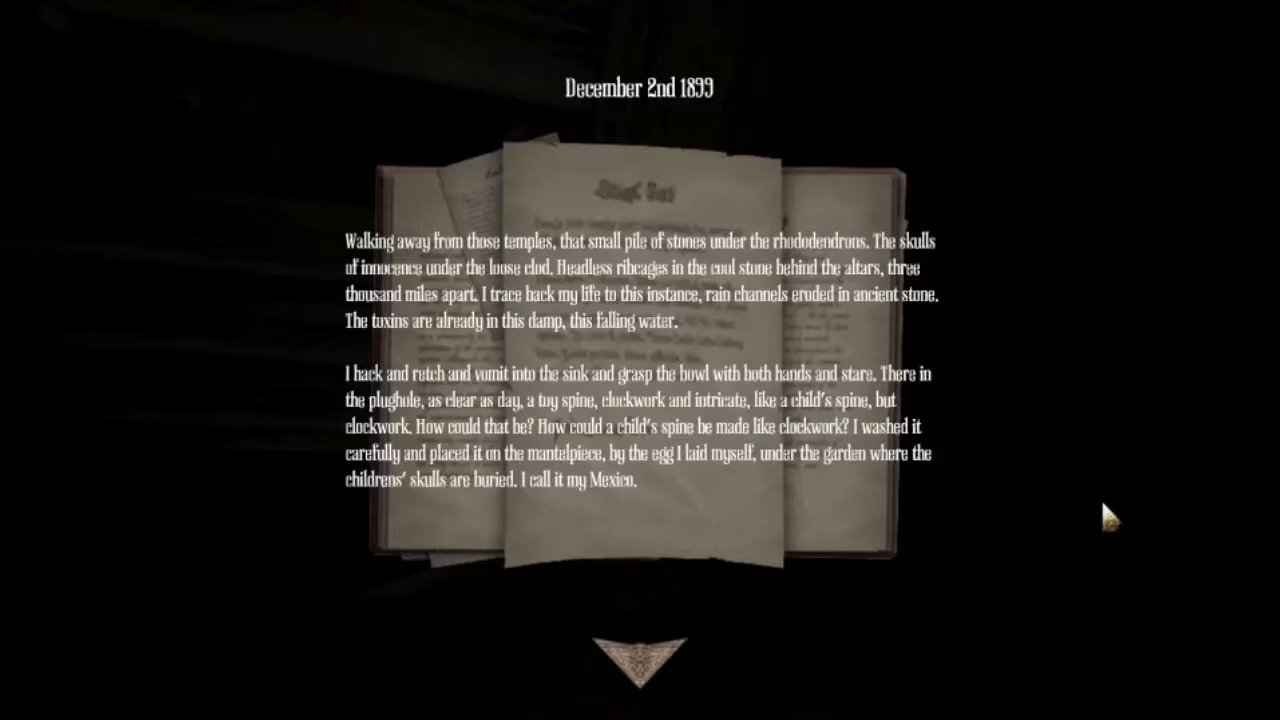 December 2nd 1899
Walking away from those temples, that small pile of stones under the rhododendrons. The skulls
of innocence under the loose clod. Headless ribcages in the cool stone behind the altars, three
thousand miles apart. I trace back my life to this instance, rain channels eroded in ancient stone.
The toxins are already in this damp, this falling water.
I hack and retch and vomit into the sink and grasp the bowl with both hands and stare. There in
the plughole, as clear as day, a toy spine, clockwork and intricate, like a child's spine, but
clockwork. How could that be? How could a child's spine be made like clockwork? I washed it
carefully and placed it on the mantelpiece, by the egg I laid myself, under the garden where the
childrens' skulls are buried. I call it my Mexico.